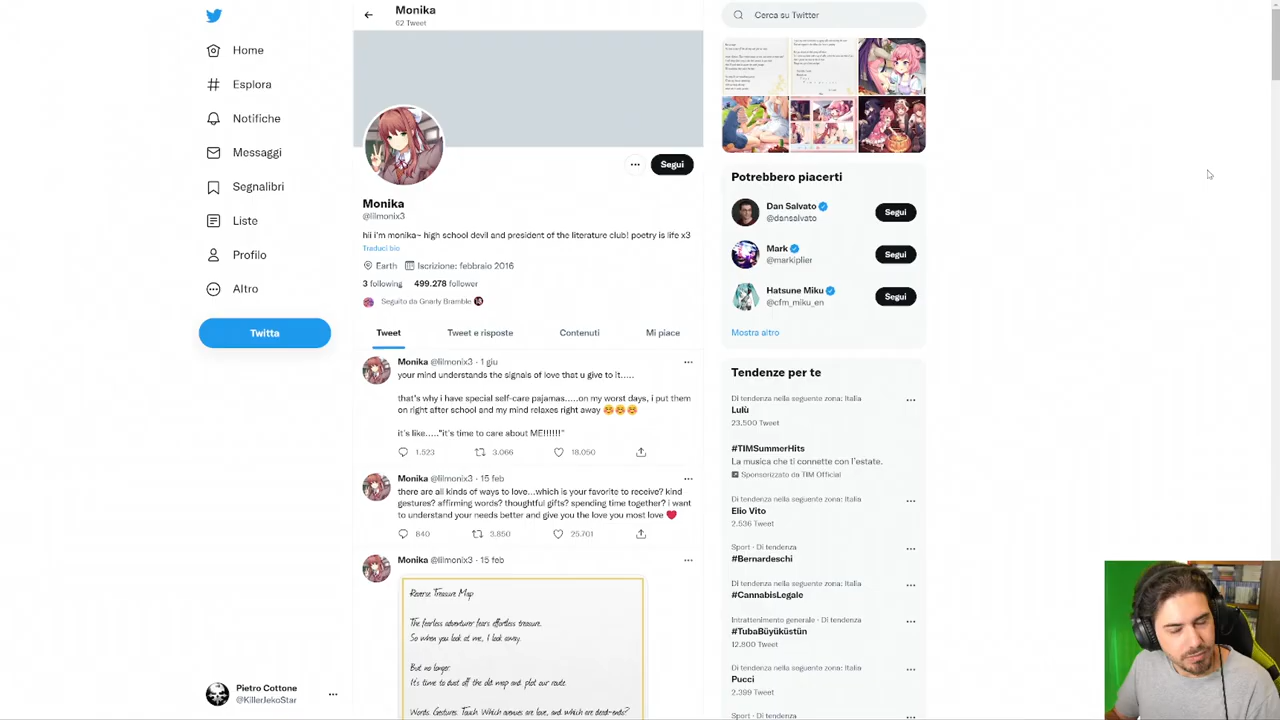 Home
Esplora
Notifiche
Messaggi
Segnalibri
Liste
Profilo
Altro
Twitta
Pietro Cottone
@KillerJekoStar
Monika
62 Tweet
Segui
Monika
@lilmonix3
hii i'm monika~ high school devil and president of the literature club! poetry is life x3
Traduci bio
Earth Iscrizione: febbraio 2016
3 following 499.278 follower
Seguito da Gnarly Bramble
Tweet Tweet e risposte Contenuti Mi piace
Monika @lilmonix3 · 1 giu
your mind understands the signals of love that u give to it.....
that's why i have special self-care pajamas.....on my worst days, i put them
on right after school and my mind relaxes right away 🥰🥰🥰
it's like....."it's time to care about ME!!!!!!"
1.523 3.066 18.050
Monika @lilmonix3 · 15 feb
there are all kinds of ways to love...which is your favorite to receive? kind
gestures? affirming words? thoughtful gifts? spending time together? i want
to understand your needs better and give you the love you most love ❤️
840 3.850 25.701
Monika @lilmonix3 · 15 feb
Reverse Treasure Map
The fearless adventurer fears effortless treasure.
So when you look at me, I look away.
But no longer.
It's time to dust off the old map and plot our route.
Words. Gestures. Touch. Which avenues are love, and which are dead-ends?
Cerca su Twitter
Potrebbero piacerti
Dan Salvato
@dansalvato
Segui
Mark
@markiplier
Segui
Hatsune Miku
@cfm_miku_en
Segui
Mostra altro
Tendenze per te
Di tendenza nella seguente zona: Italia
Lulù
23.500 Tweet
#TIMSummerHits
La musica che ti connette con l'estate.
Sponsorizzato da TIM Official
Di tendenza nella seguente zona: Italia
Elio Vito
2.536 Tweet
Sport · Di tendenza
#Bernardeschi
Di tendenza nella seguente zona: Italia
#CannabisLegale
Intrattenimento generale · Di tendenza
#TubaBüyüküstün
12.800 Tweet
Di tendenza nella seguente zona: Italia
Pucci
2.399 Tweet
Di tendenza nella seguente zona: Italia